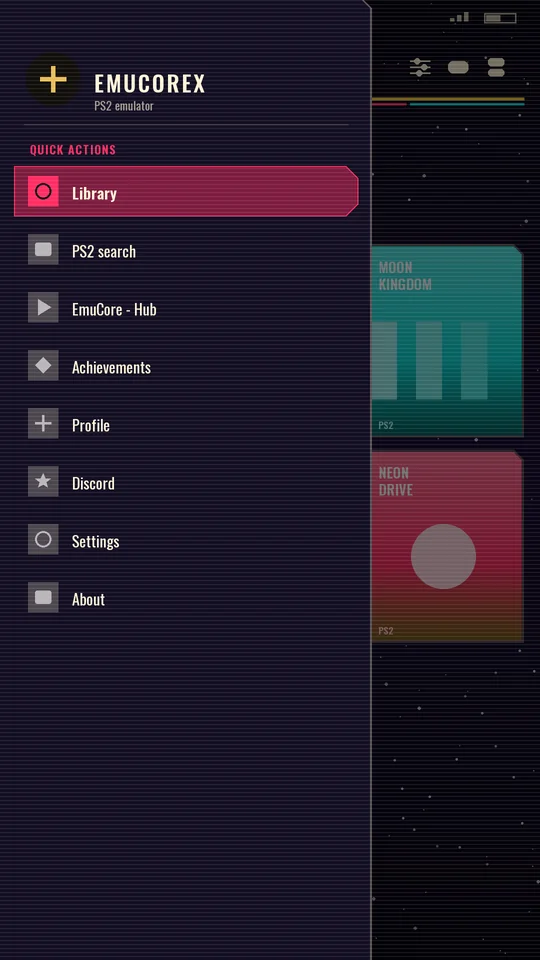 EMUCOREX
PS2 emulator
QUICK ACTIONS
Library
PS2 search
EmuCore - Hub
Achievements
Profile
Discord
Settings
About
MOON
KINGDOM
PS2
NEON
DRIVE
PS2